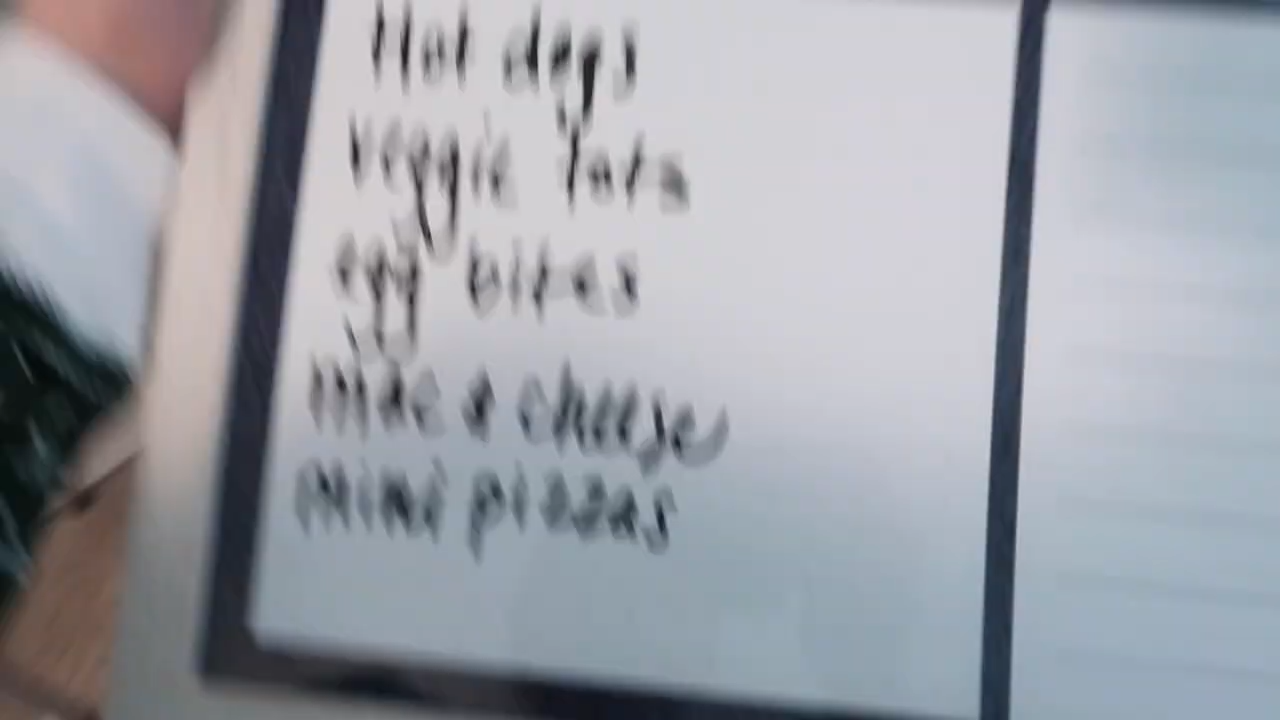 Hot dogs
veggie tots
egg bites
mac & cheese
mini pizzas